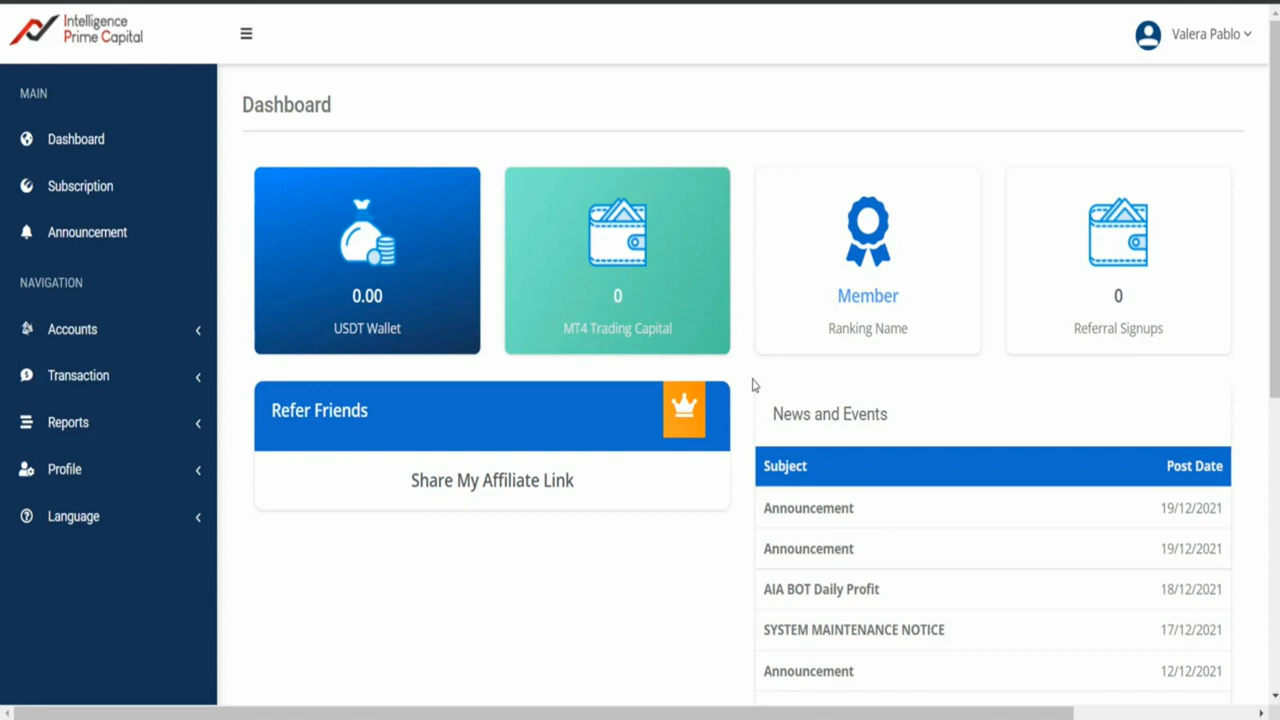 Intelligence
Prime Capital
Valera Pablo
MAIN
Dashboard
Subscription
Announcement
NAVIGATION
Accounts
Transaction
Reports
Profile
Language
Dashboard
0.00
USDT Wallet
0
MT4 Trading Capital
Member
Ranking Name
0
Referral Signups
Refer Friends
Share My Affiliate Link
News and Events
Subject Post Date
Announcement 19/12/2021
Announcement 19/12/2021
AIA BOT Daily Profit 18/12/2021
SYSTEM MAINTENANCE NOTICE 17/12/2021
Announcement 12/12/2021